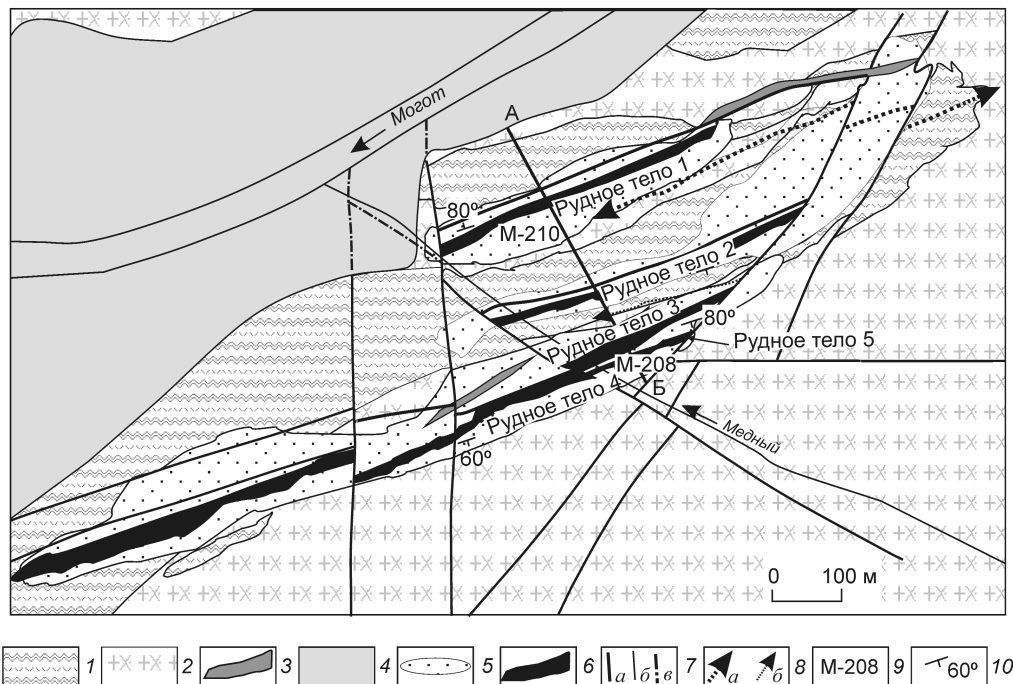 Могот
А
Рудное тело 1
80º
М-210
Рудное тело 2
Рудное тело 3
80º
Рудное тело 5
М-208
Б
Рудное тело 4
Медный
60º
0 100 м
1 2 3 4 5 6 а б в 7 а б 8 М-208 9 60º 10